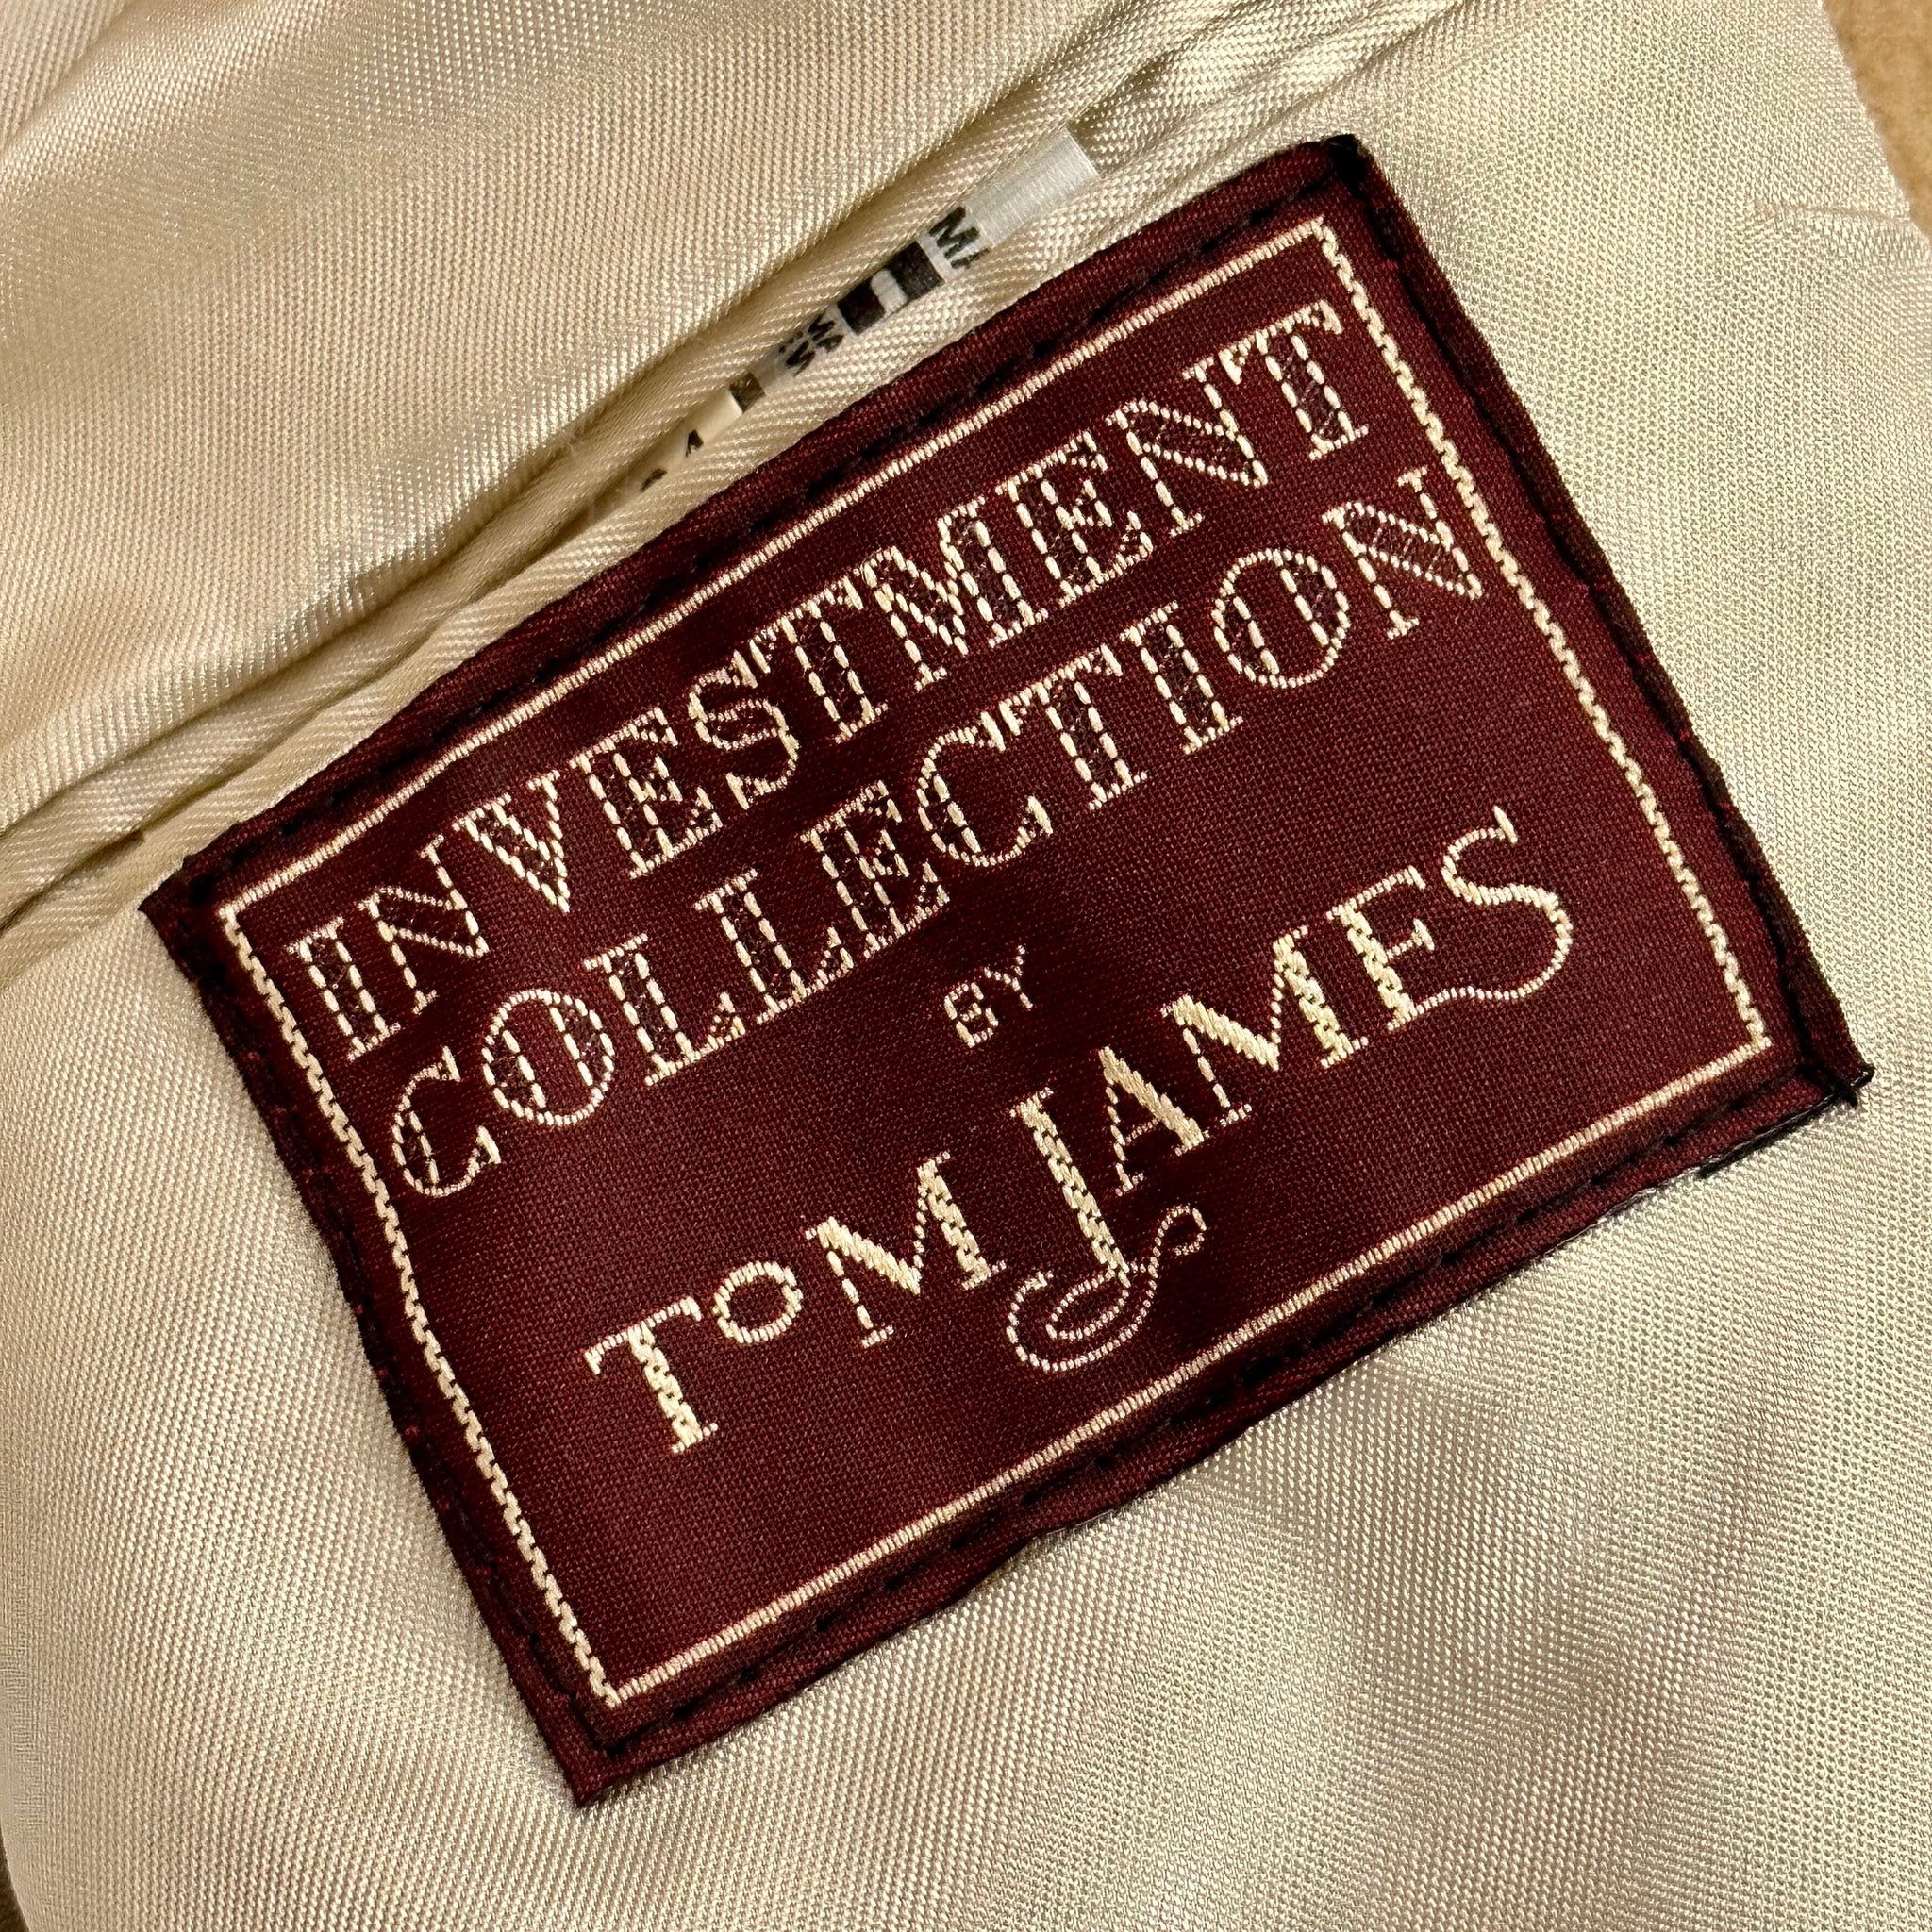 INVESTMENT
COLLECTION
BY
TOM JAMES